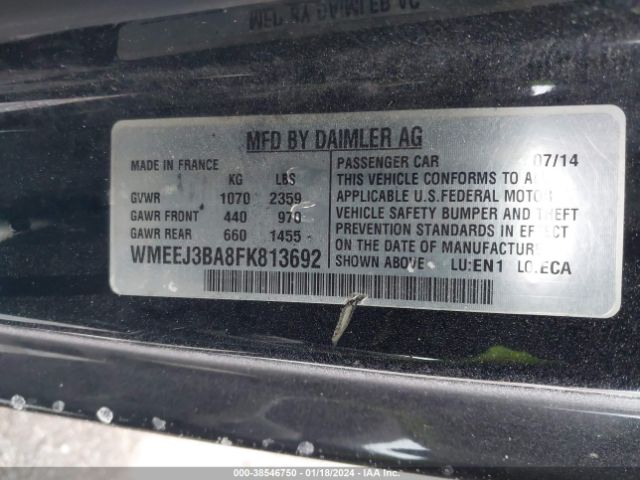 MFD BY DAIMLER AG
MADE IN FRANCE
KG LBS
GVWR 1070 2359
GAWR FRONT 440 970
GAWR REAR 660 1455
WMEEJ3BA8FK813692
PASSENGER CAR 07/14
THIS VEHICLE CONFORMS TO
APPLICABLE U.S.FEDERAL MOTOR
VEHICLE SAFETY BUMPER AND THEFT
PREVENTION STANDARDS IN EFFECT
ON THE DATE OF MANUFACTURE
SHOWN ABOVE LU:EN1 LC:ECA
000-38546750 - 01/18/2024 - IAA Inc.